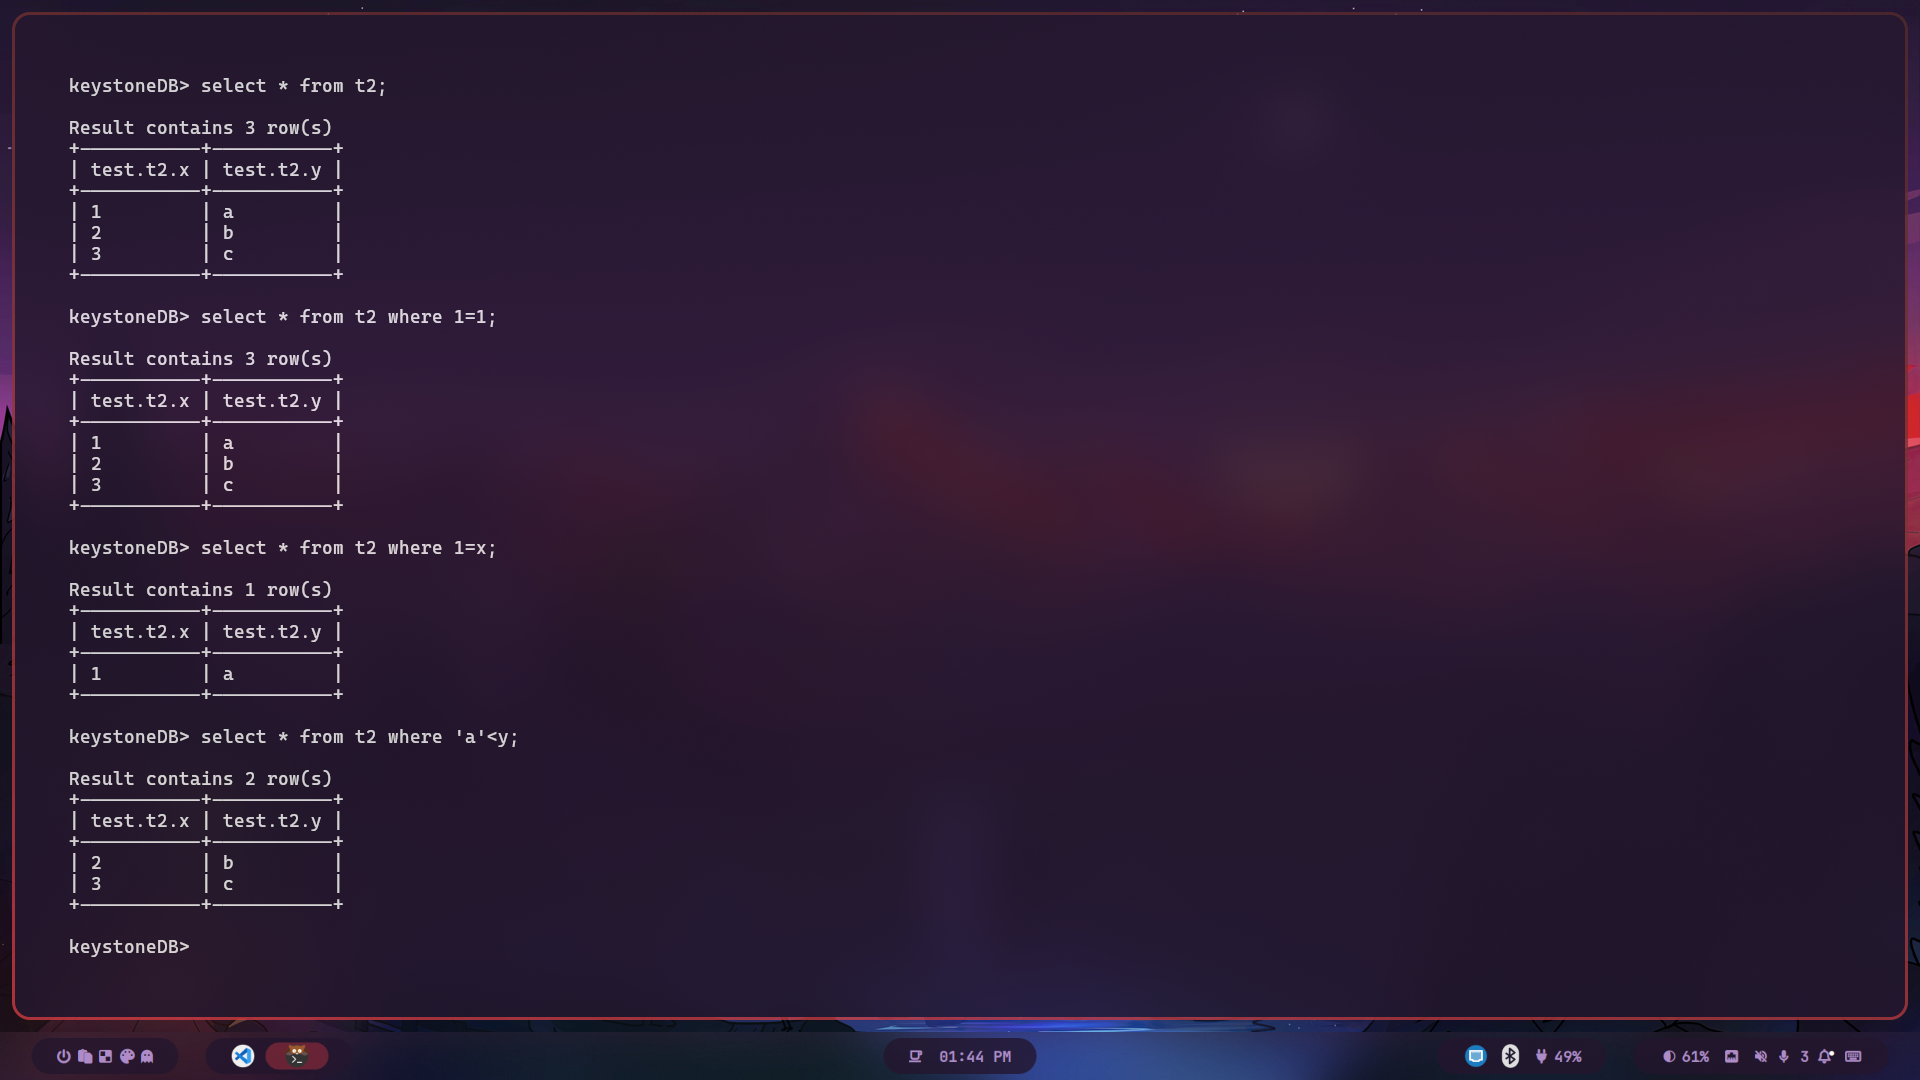 keystoneDB> select * from t2;
Result contains 3 row(s)
+-----------+-----------+
| test.t2.x | test.t2.y |
+-----------+-----------+
| 1         | a         |
| 2         | b         |
| 3         | c         |
+-----------+-----------+
keystoneDB> select * from t2 where 1=1;
Result contains 3 row(s)
+-----------+-----------+
| test.t2.x | test.t2.y |
+-----------+-----------+
| 1         | a         |
| 2         | b         |
| 3         | c         |
+-----------+-----------+
keystoneDB> select * from t2 where 1=x;
Result contains 1 row(s)
+-----------+-----------+
| test.t2.x | test.t2.y |
+-----------+-----------+
| 1         | a         |
+-----------+-----------+
keystoneDB> select * from t2 where 'a'<y;
Result contains 2 row(s)
+-----------+-----------+
| test.t2.x | test.t2.y |
+-----------+-----------+
| 2         | b         |
| 3         | c         |
+-----------+-----------+
keystoneDB>
01:44 PM 49% 61% 3